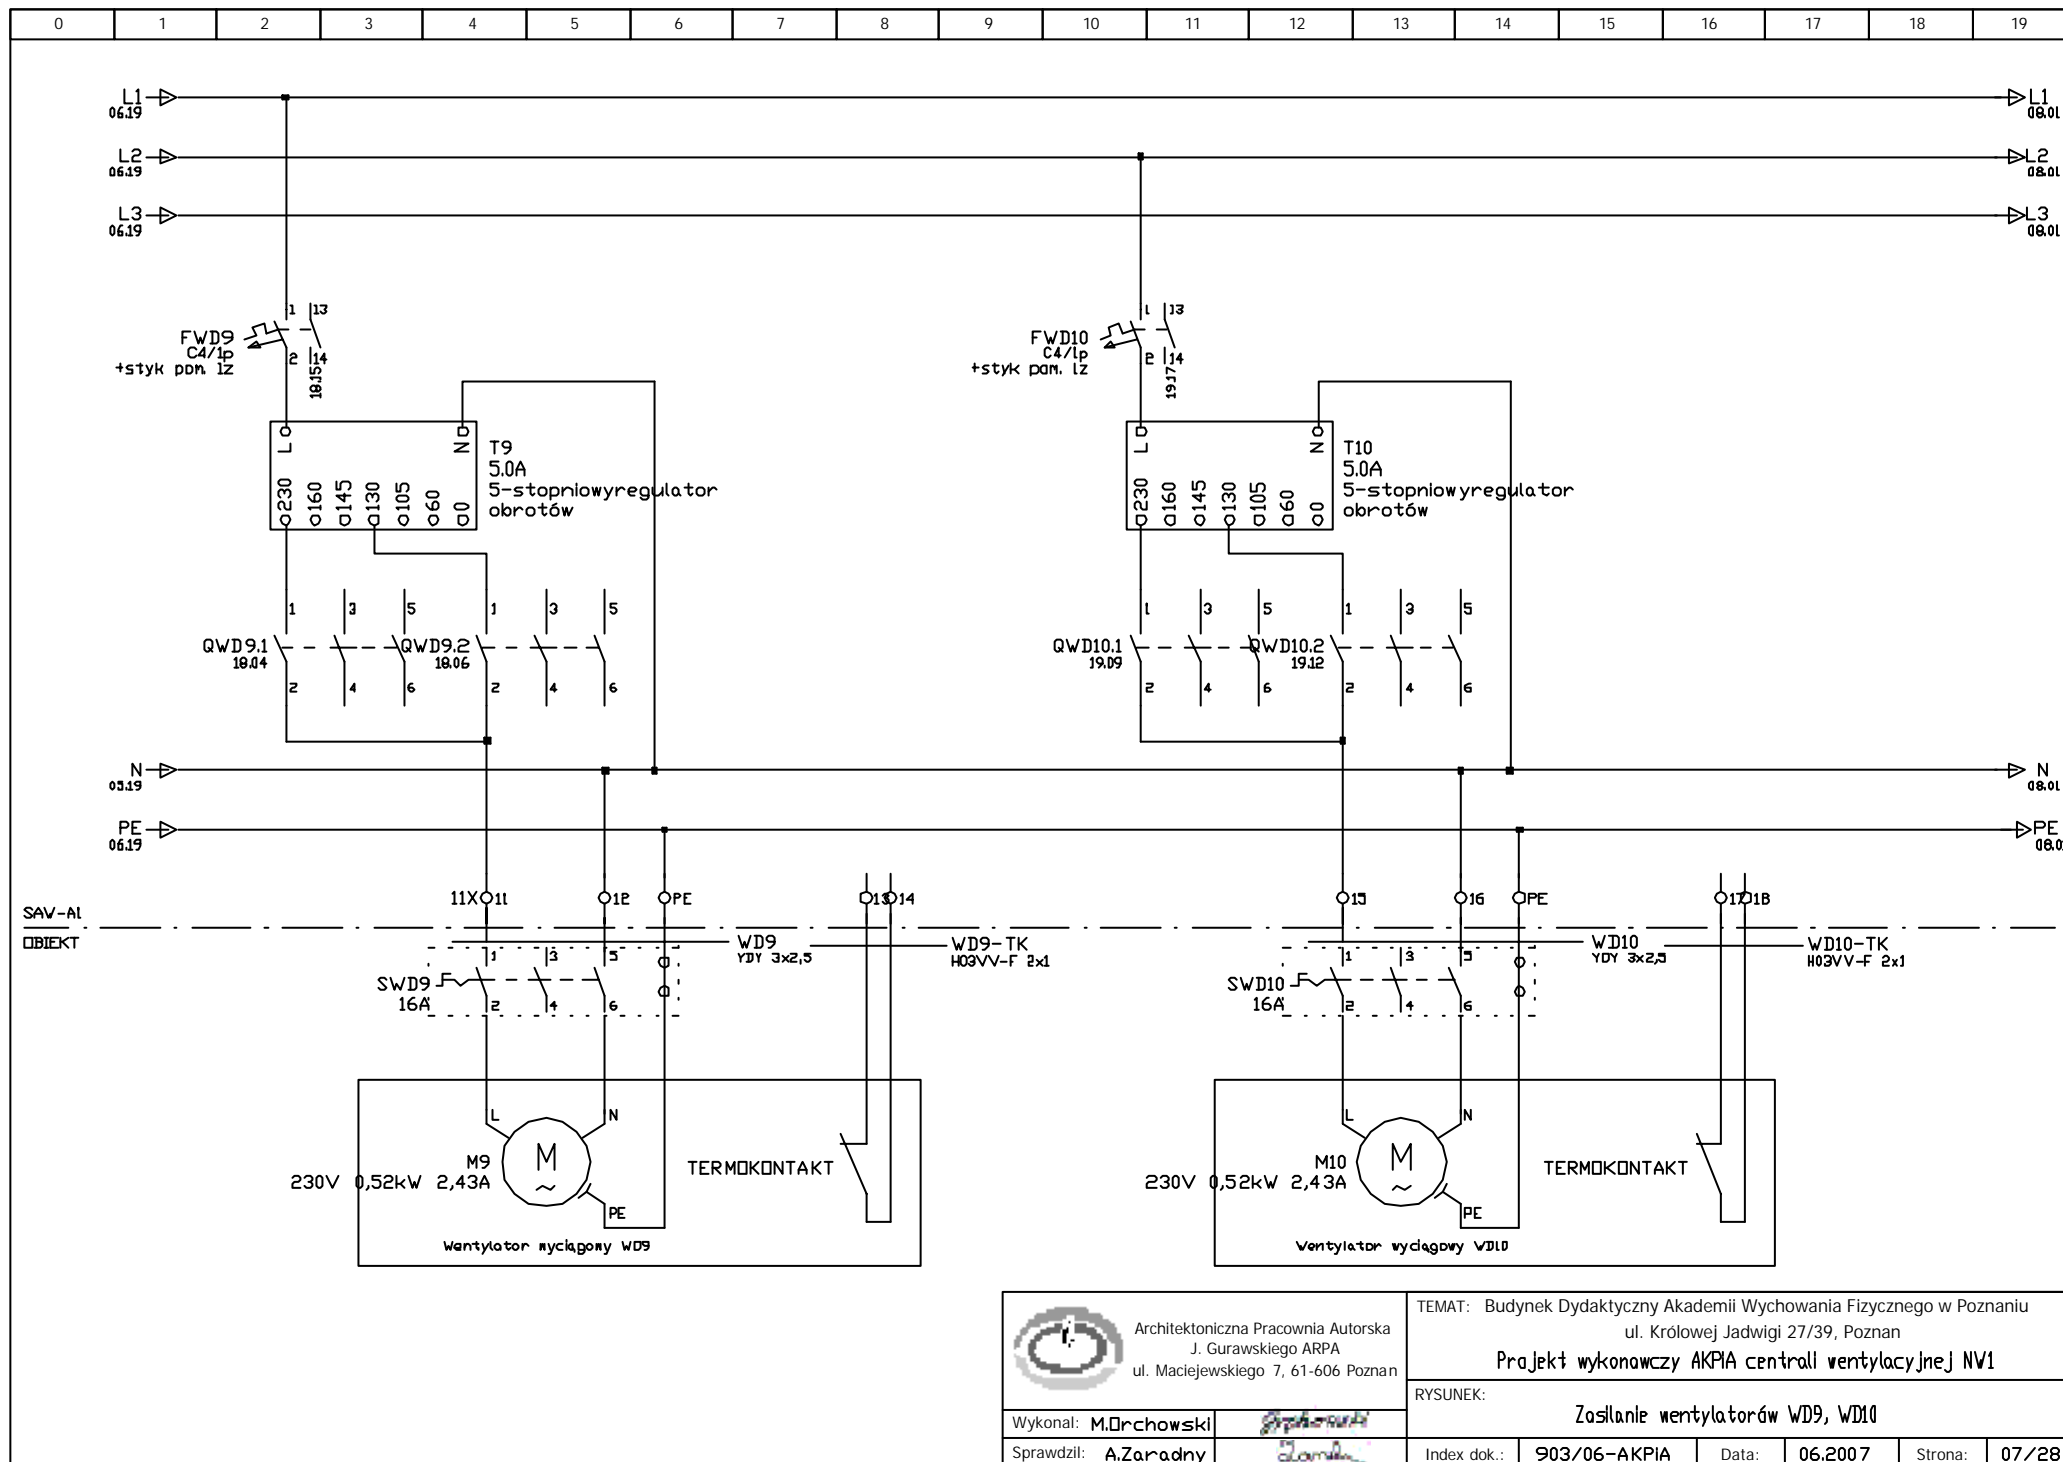 0 1 2 3 4 5 6 7 8 9 10 11 12 13 14 15 16 17 18 19
L1
06.19
L1
08.01
L2
06.19
L2
08.01
L3
06.19
L3
08.01
FWD9
C4/1p
+styk pom. 1z
1 13
2 14
18.15
FWD10
C4/1p
+styk pom. 1z
1 13
2 14
19.17
L N
230 160 145 130 105 60 0
T9
5.0A
5-stopniowyregulator
obrotów
L N
230 160 145 130 105 60 0
T10
5.0A
5-stopniowyregulator
obrotów
1 3 5 1 3 5
QWD9.1
18.04
QWD9.2
18.06
2 4 6 2 4 6
1 3 5 1 3 5
QWD10.1
19.09
QWD10.2
19.12
2 4 6 2 4 6
N
05.19
N
08.01
PE
06.19
PE
08.0
11X 11 12 PE 13 14
15 16 PE 17 18
SAW-A1
OBIEKT
WD9
YDY 3x2,5
WD9-TK
H03VV-F 2x1
WD10
YDY 3x2,5
WD10-TK
H03VV-F 2x1
SWD9
16A
1 3 5
2 4 6
SWD10
16A
1 3 5
2 4 6
L N
M
~
PE
M9
230V 0,52kW 2,43A
TERMOKONTAKT
Wentylator wyciągowy WD9
L N
M
~
PE
M10
230V 0,52kW 2,43A
TERMOKONTAKT
Wentylator wyciągowy WD10
Architektoniczna Pracownia Autorska
J. Gurawskiego ARPA
ul. Maciejewskiego 7, 61-606 Poznan
TEMAT: Budynek Dydaktyczny Akademii Wychowania Fizycznego w Poznaniu
ul. Królowej Jadwigi 27/39, Poznan
Projekt wykonawczy AKPiA centrali wentylacyjnej NW1
RYSUNEK:
Zasilanie wentylatorów WD9, WD10
Wykonal: M.Orchowski
Sprawdzil: A.Zaradny
Index dok.: 903/06-AKPiA Data: 06.2007 Strona: 07/28